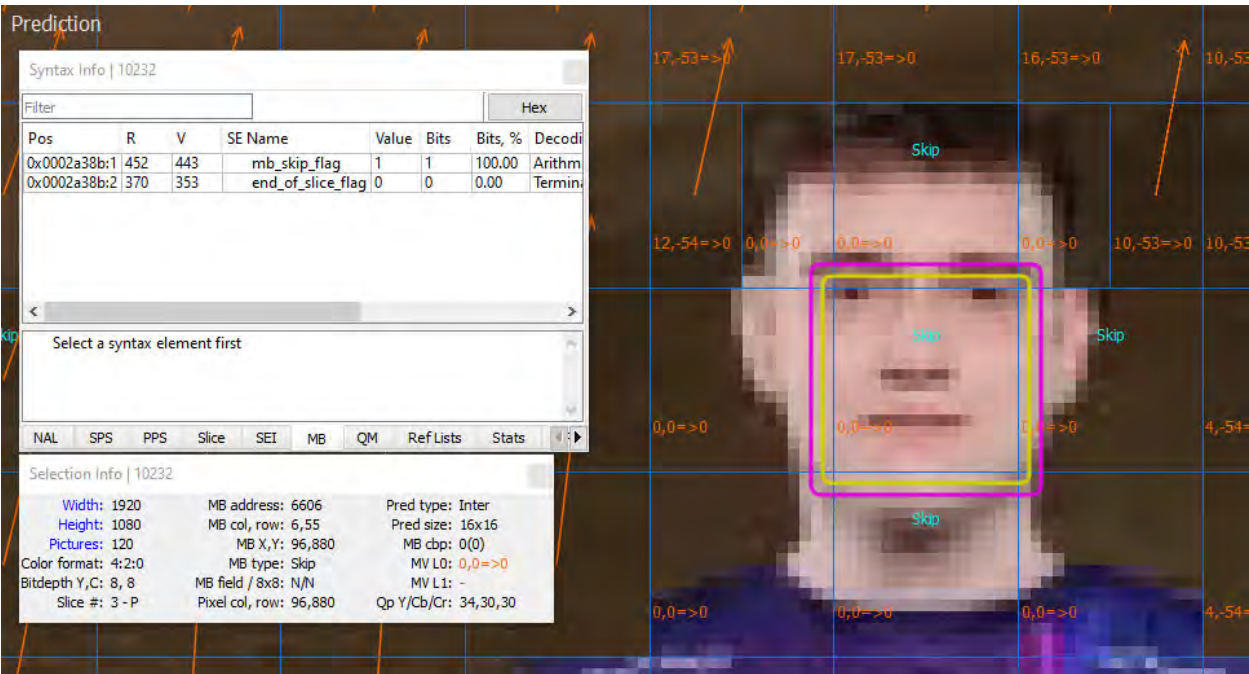 Prediction
Syntax Info | 10232
Filter
Hex
Pos R V SE Name Value Bits Bits, % Decodi
0x0002a38b:1 452 443 mb_skip_flag 1 1 100.00 Arithm
0x0002a38b:2 370 353 end_of_slice_flag 0 0 0.00 Termina
Select a syntax element first
NAL SPS PPS Slice SEI MB QM Ref Lists Stats
Selection Info | 10232
Width: 1920 MB address: 6606 Pred type: Inter
Height: 1080 MB col, row: 6,55 Pred size: 16x16
Pictures: 120 MB X,Y: 96,880 MB cbp: 0(0)
Color format: 4:2:0 MB type: Skip MV L0: 0,0=>0
Bitdepth Y,C: 8, 8 MB field / 8x8: N/N MV L1: -
Slice #: 3 - P Pixel col, row: 96,880 Qp Y/Cb/Cr: 34,30,30
17,-53=>0 17,-53=>0 16,-53=>0 10,-53
Skip
12,-54=>0 0,0=>0 0,0=>0 0,0=>0 10,-53=>0 10,-53
kip Skip Skip
0,0=>0 0,0=>0 0,0=>0 4,-54=
Skip
0,0=>0 0,0=>0 0,0=>0 4,-54=